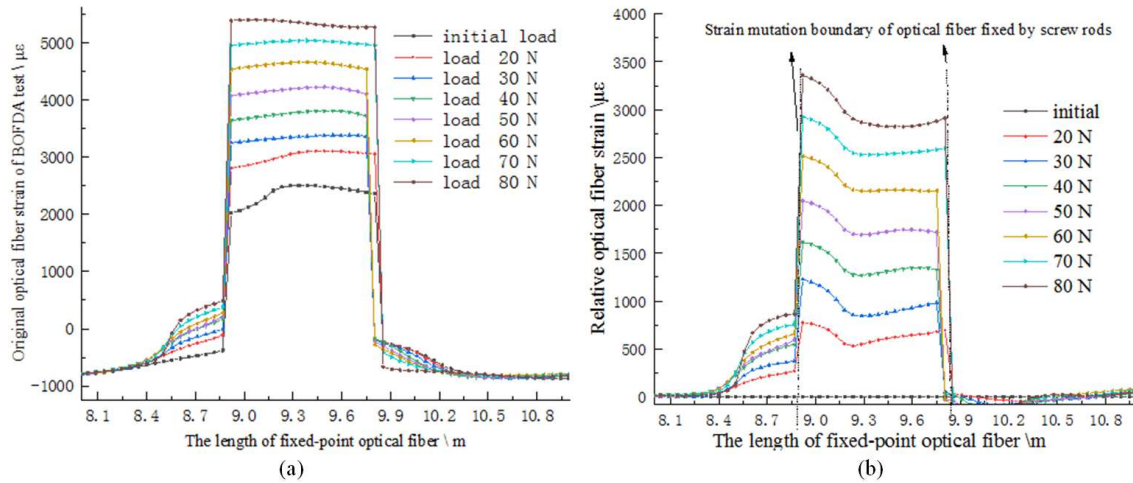 Original optical fiber strain of BOFDA test \ με
5000
4000
3000
2000
1000
0
-1000
initial load
load 20 N
load 30 N
load 40 N
load 50 N
load 60 N
load 70 N
load 80 N
8.1 8.4 8.7 9.0 9.3 9.6 9.9 10.2 10.5 10.8
The length of fixed-point optical fiber \ m
(a)
Relative optical fiber strain \με
4000
3500
3000
2500
2000
1500
1000
500
0
Strain mutation boundary of optical fiber fixed by screw rods
initial
20 N
30 N
40 N
50 N
60 N
70 N
80 N
8.1 8.4 8.7 9.0 9.3 9.6 9.9 10.2 10.5 10.8
The length of fixed-point optical fiber \m
(b)